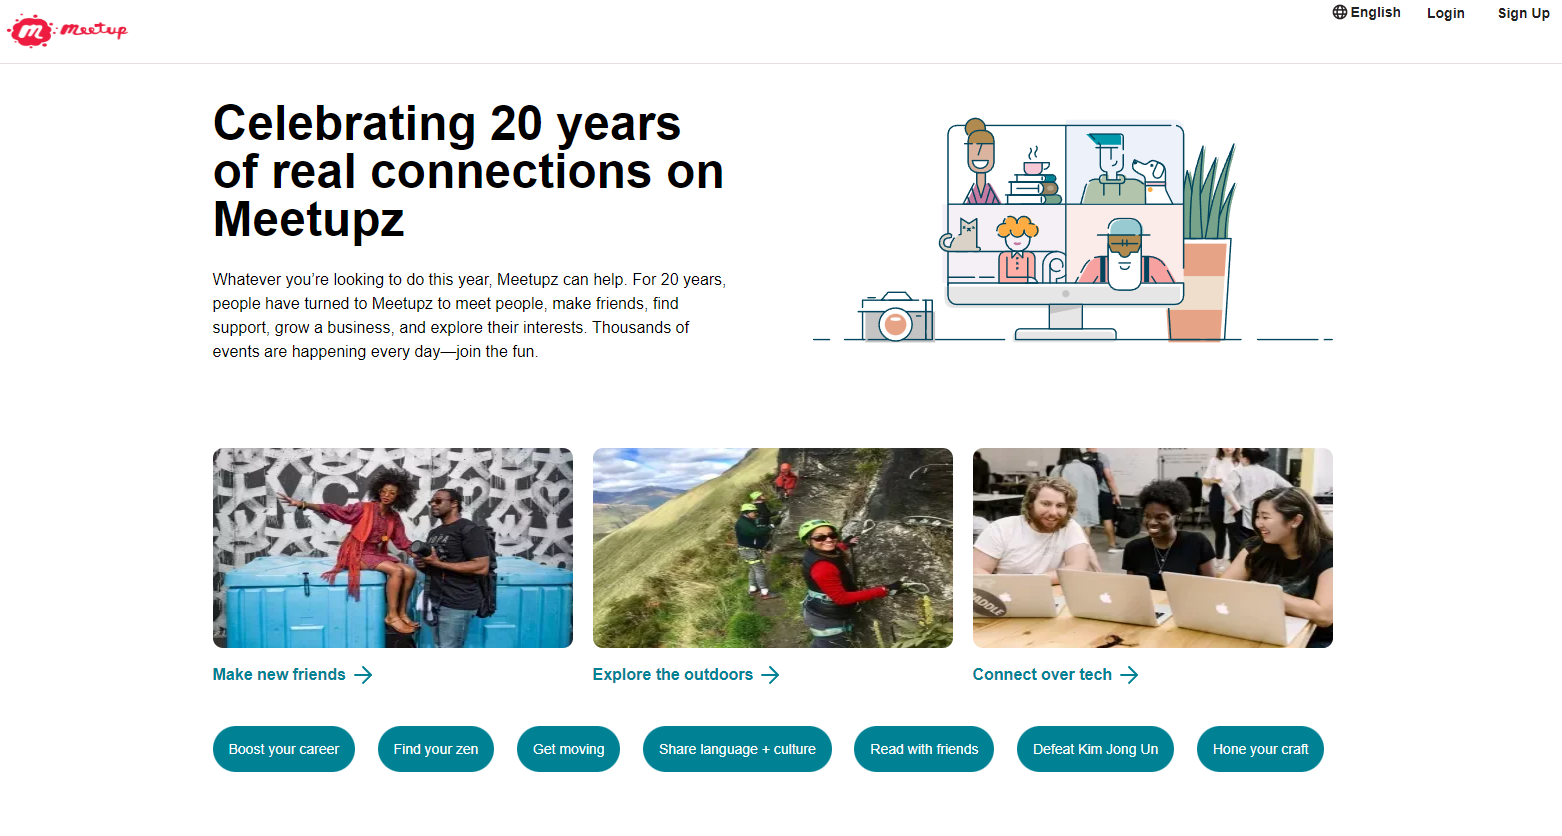 meetup
English
Login
Sign Up
Celebrating 20 years
of real connections on
Meetupz
Whatever you’re looking to do this year, Meetupz can help. For 20 years,
people have turned to Meetupz to meet people, make friends, find
support, grow a business, and explore their interests. Thousands of
events are happening every day—join the fun.
Make new friends
Explore the outdoors
Connect over tech
Boost your career
Find your zen
Get moving
Share language + culture
Read with friends
Defeat Kim Jong Un
Hone your craft